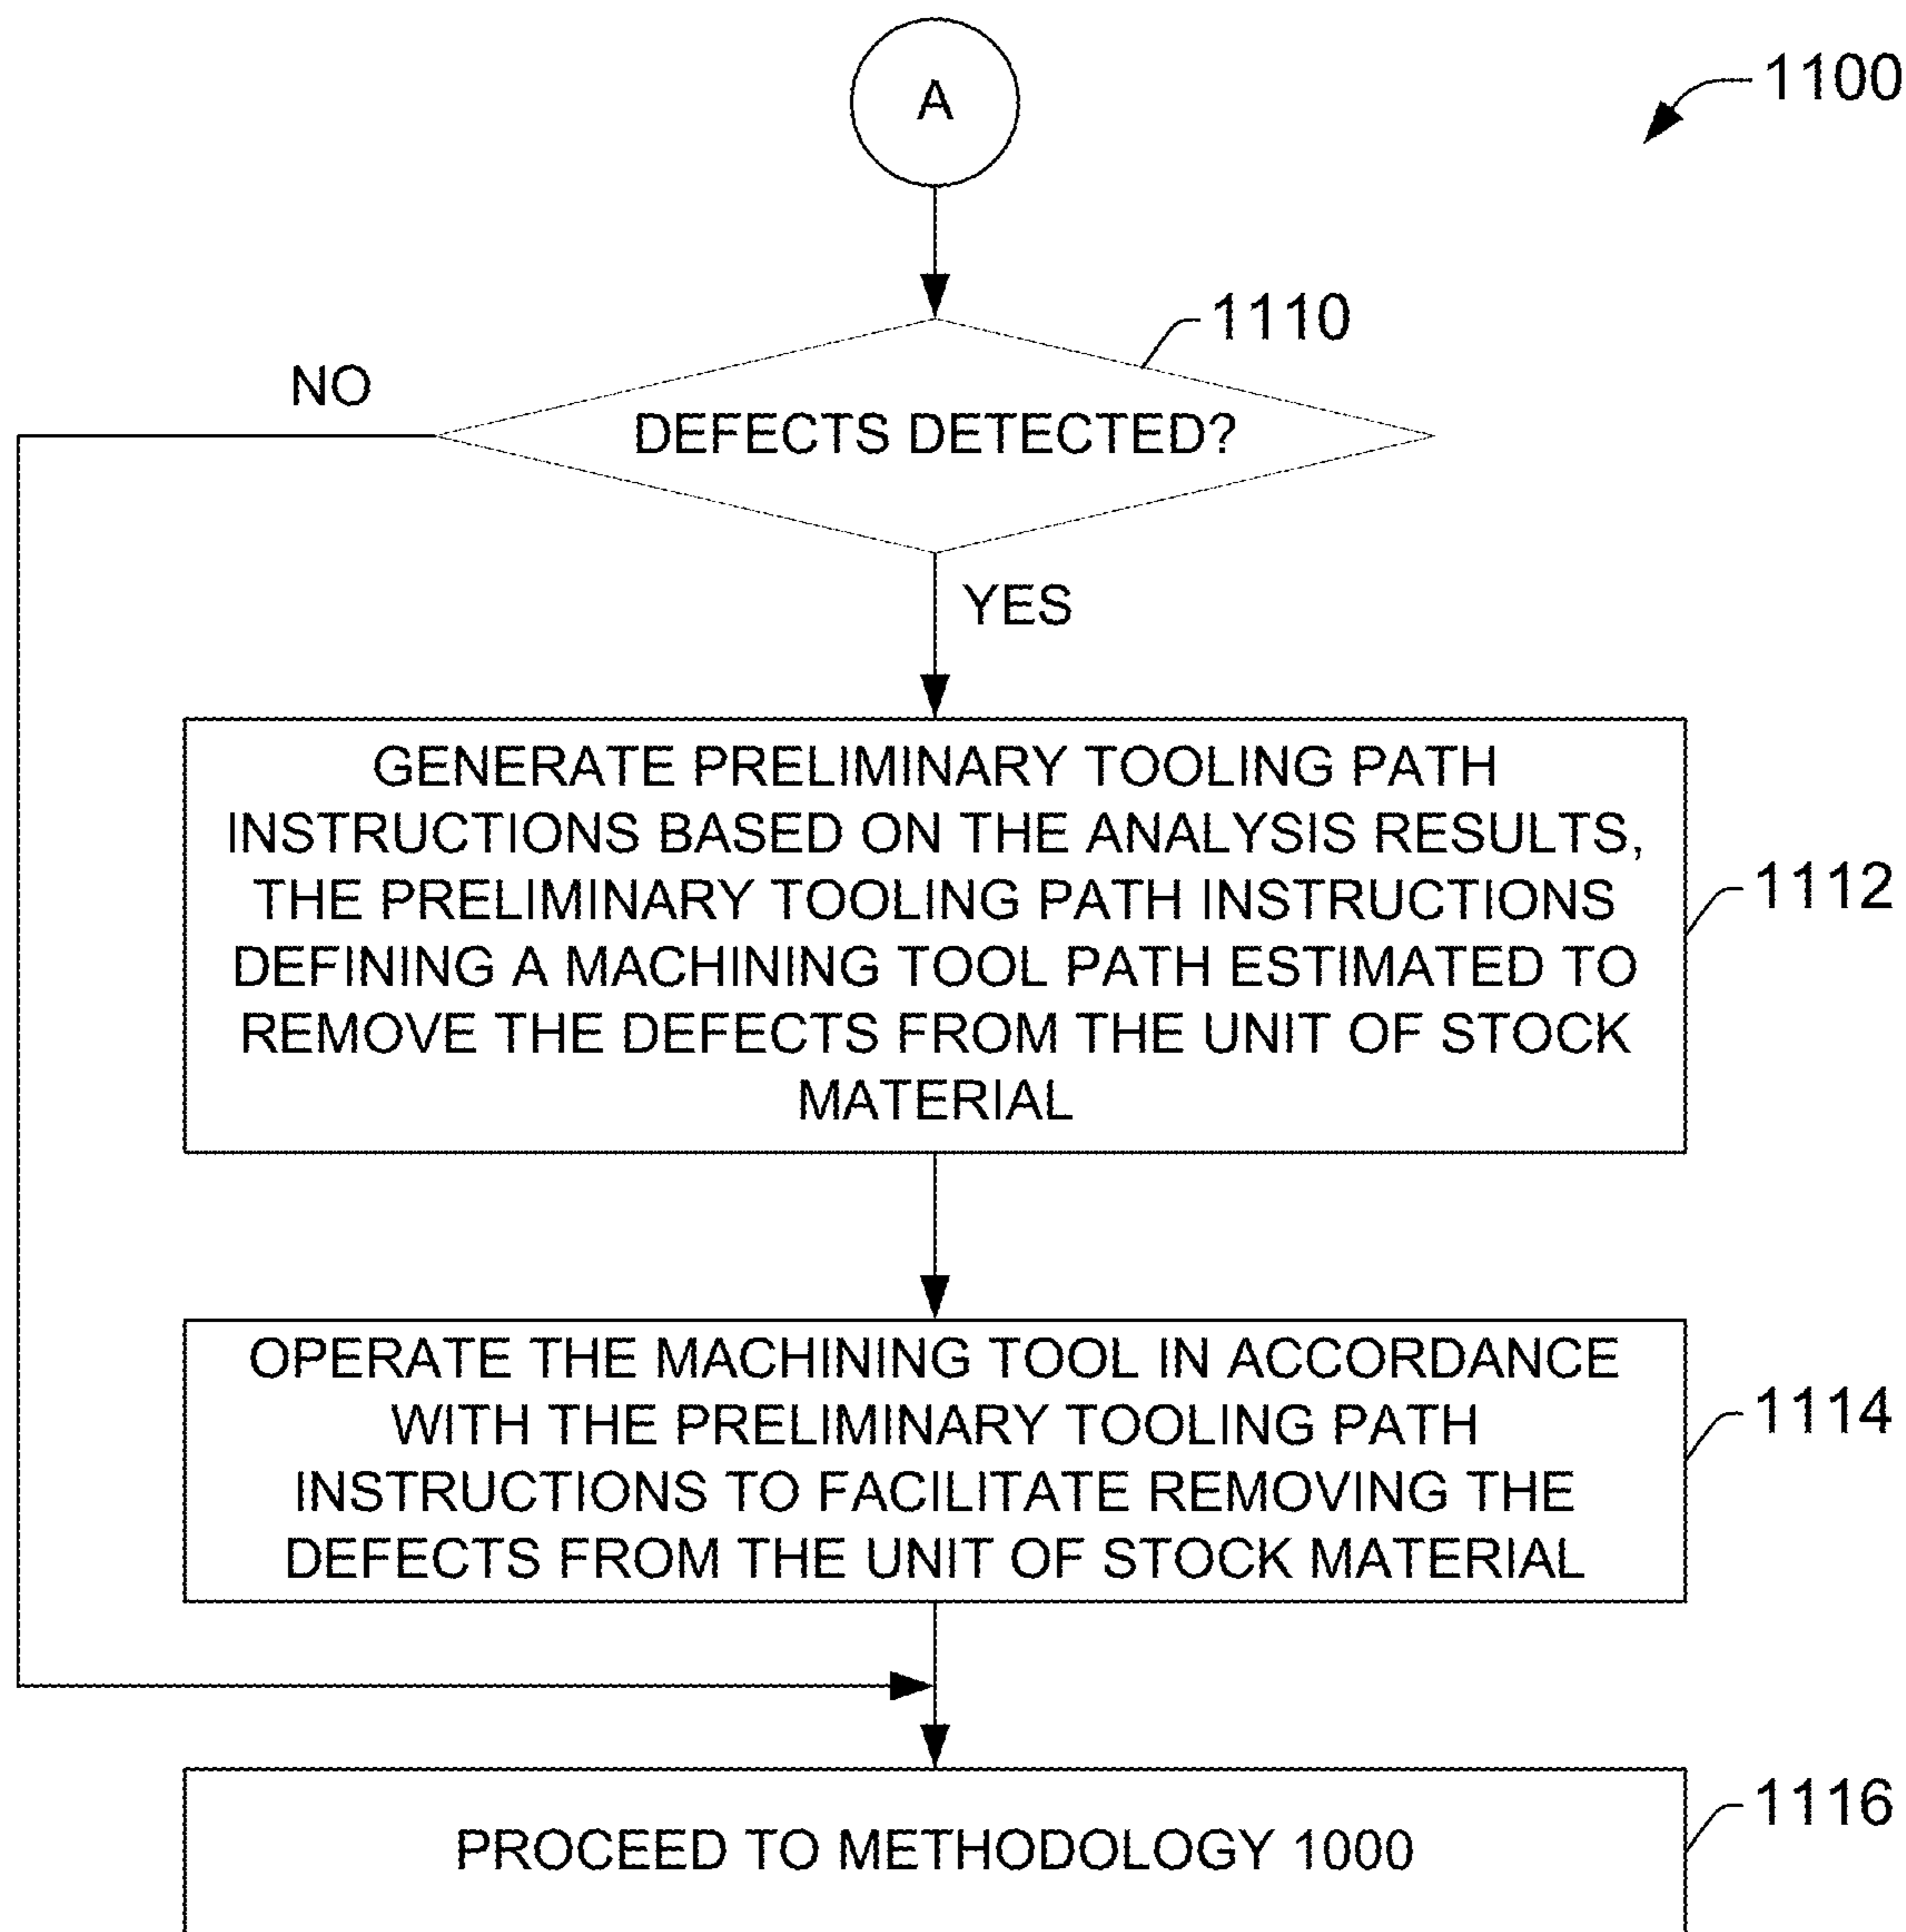 A
1100
1110
NO
DEFECTS DETECTED?
YES
GENERATE PRELIMINARY TOOLING PATH
INSTRUCTIONS BASED ON THE ANALYSIS RESULTS,
THE PRELIMINARY TOOLING PATH INSTRUCTIONS
DEFINING A MACHINING TOOL PATH ESTIMATED TO
REMOVE THE DEFECTS FROM THE UNIT OF STOCK
MATERIAL
1112
OPERATE THE MACHINING TOOL IN ACCORDANCE
WITH THE PRELIMINARY TOOLING PATH
INSTRUCTIONS TO FACILITATE REMOVING THE
DEFECTS FROM THE UNIT OF STOCK MATERIAL
1114
PROCEED TO METHODOLOGY 1000
1116